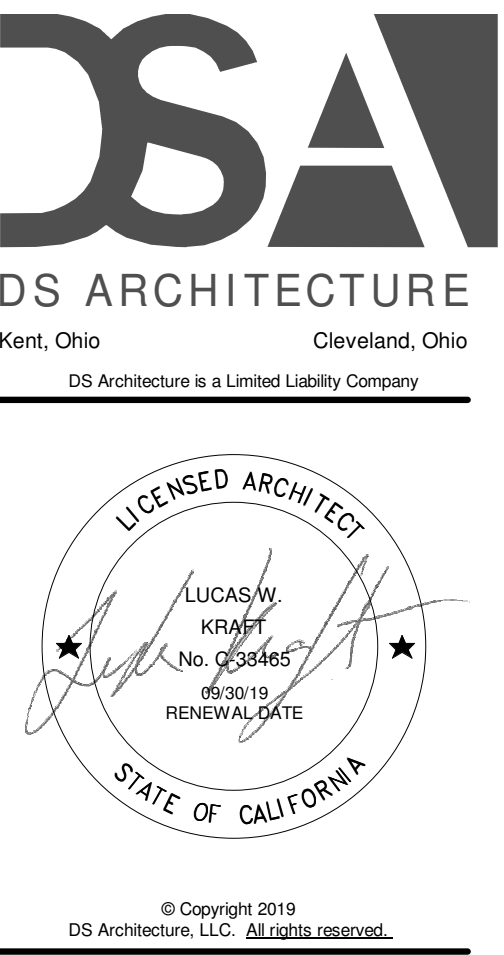 DSA
DS ARCHITECTURE
Kent, Ohio Cleveland, Ohio
DS Architecture is a Limited Liability Company
LICENSED ARCHITECT
LUCAS W.
KRAFT
No. C-33465
09/30/19
RENEWAL DATE
STATE OF CALIFORNIA
© Copyright 2019
DS Architecture, LLC. All rights reserved.